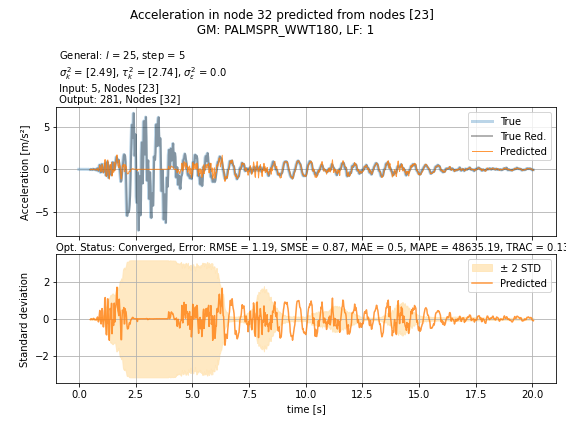 Acceleration in node 32 predicted from nodes [23]
GM: PALMSPR_WWT180, LF: 1
General: l = 25, step = 5
σ²ₖ = [2.49], τ²ₖ = [2.74], σ²ε = 0.0
Input: 5, Nodes [23]
Output: 281, Nodes [32]
Acceleration [m/s²]
5
0
−5
True
True Red.
Predicted
Opt. Status: Converged, Error: RMSE = 1.19, SMSE = 0.87, MAE = 0.5, MAPE = 48635.19, TRAC = 0.13
Standard deviation
2
0
−2
± 2 STD
Predicted
0.0 2.5 5.0 7.5 10.0 12.5 15.0 17.5 20.0
time [s]